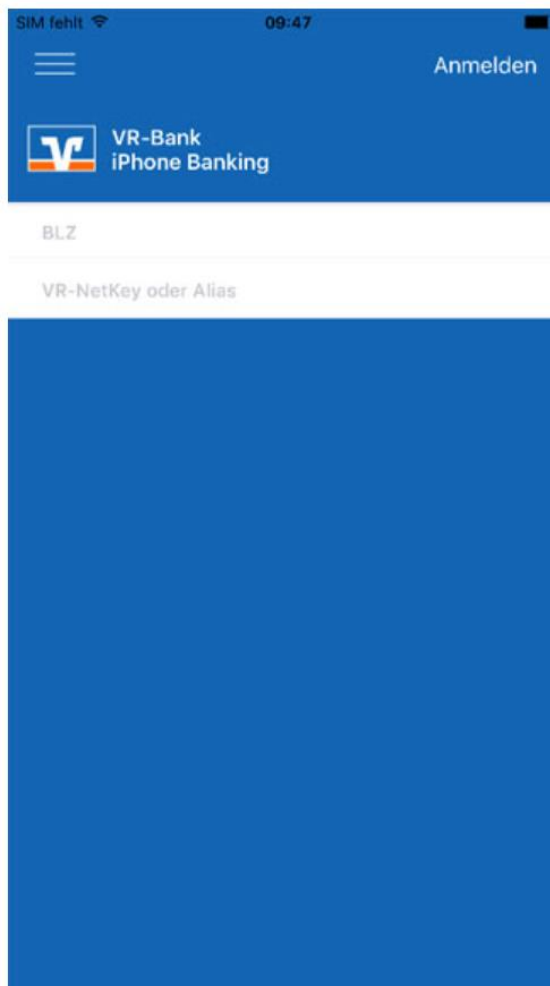 SIM fehlt 09:47
Anmelden
VR-Bank
iPhone Banking
BLZ
VR-NetKey oder Alias